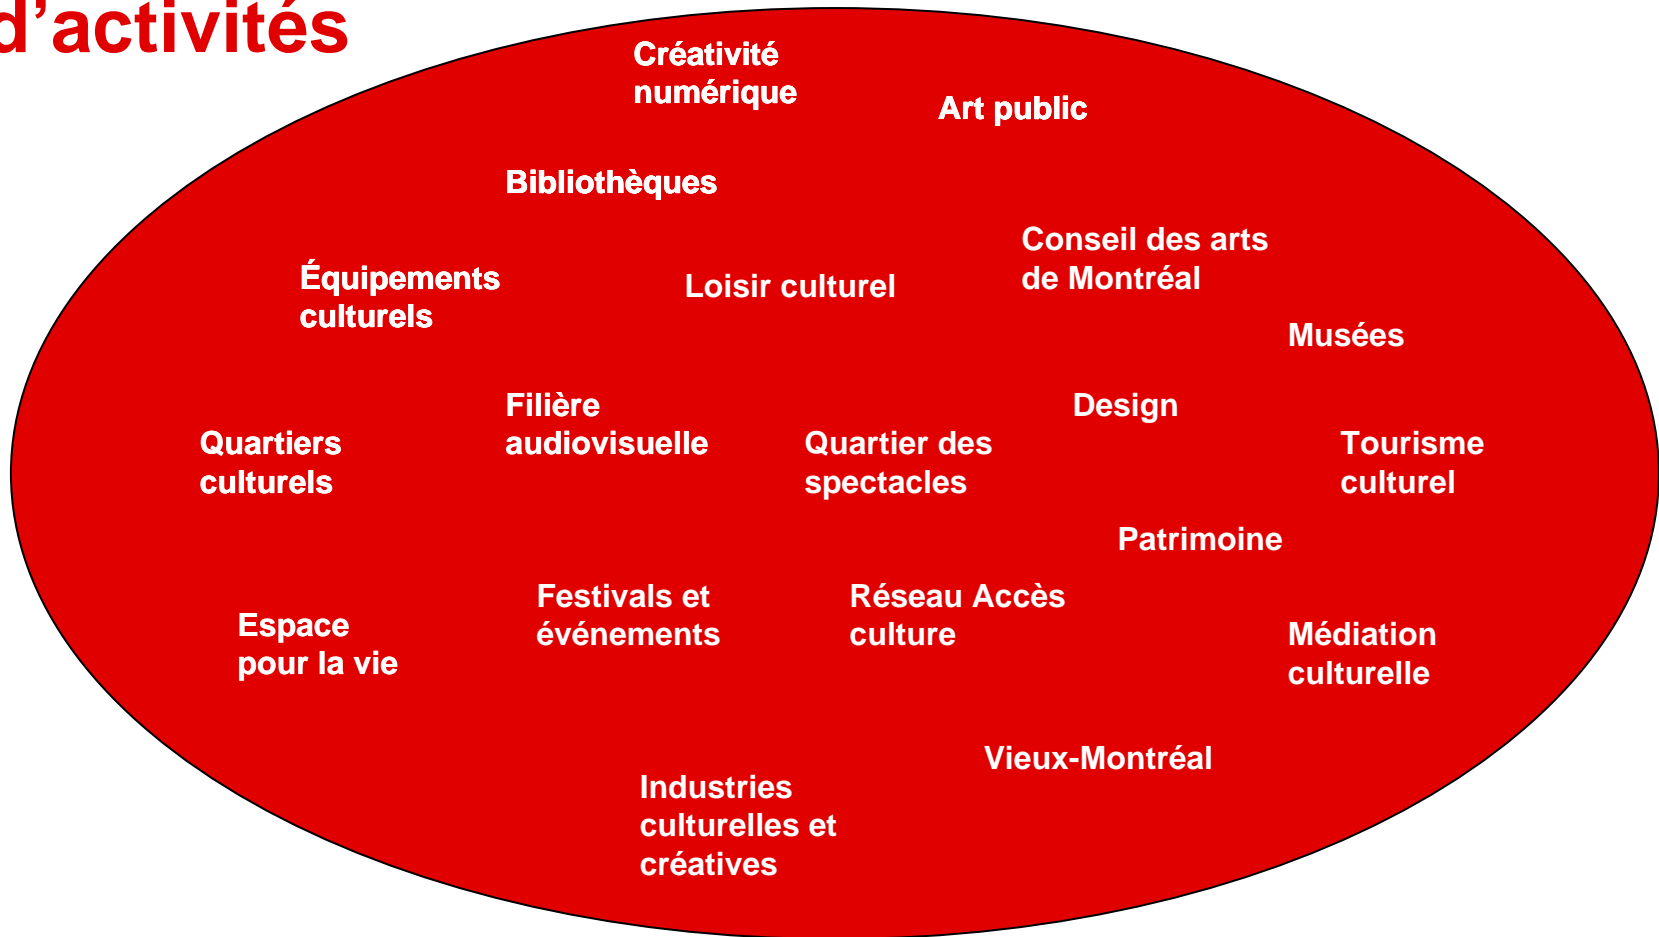 d’activités
Créativité
numérique
Art public
Bibliothèques
Conseil des arts
de Montréal
Équipements
culturels
Loisir culturel
Musées
Filière
audiovisuelle
Design
Quartiers
culturels
Quartier des
spectacles
Tourisme
culturel
Patrimoine
Festivals et
événements
Réseau Accès
culture
Espace
pour la vie
Médiation
culturelle
Vieux-Montréal
Industries
culturelles et
créatives